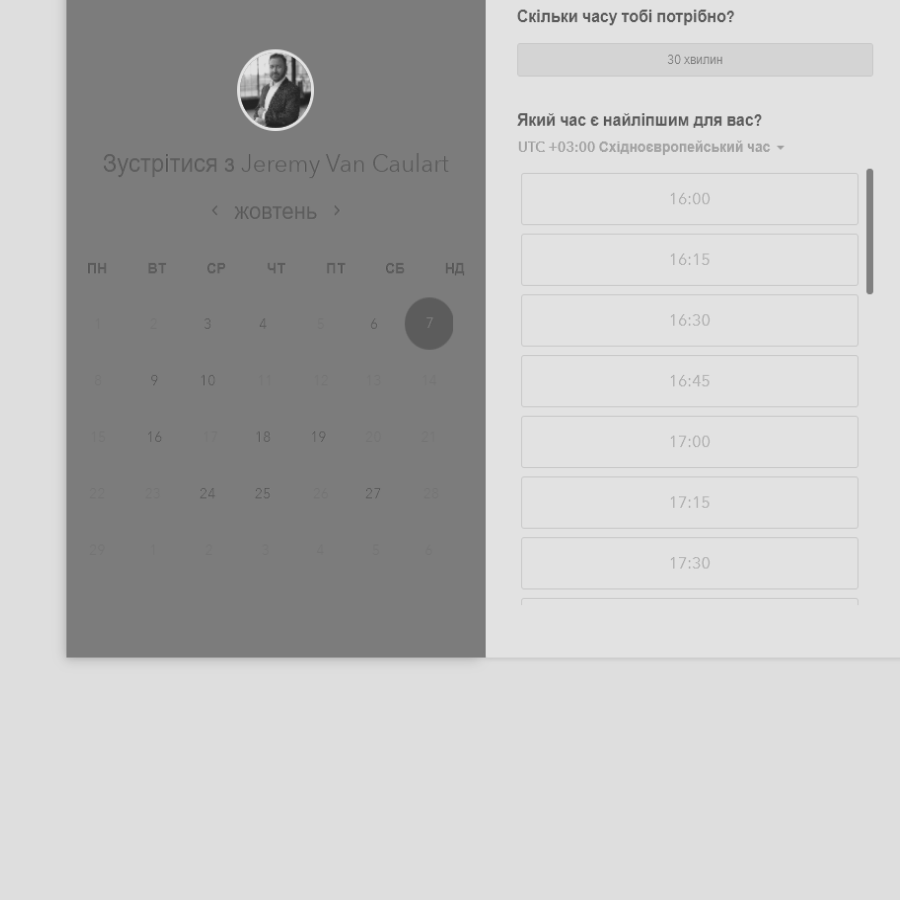 Зустрітися з Jeremy Van Caulart
< жовтень >
ПН ВТ СР ЧТ ПТ СБ НД
1 2 3 4 5 6 7
8 9 10 11 12 13 14
15 16 17 18 19 20 21
22 23 24 25 26 27 28
29 1 2 3 4 5 6
Скільки часу тобі потрібно?
30 хвилин
Який час є найліпшим для вас?
UTC +03:00 Східноєвропейський час
16:00
16:15
16:30
16:45
17:00
17:15
17:30